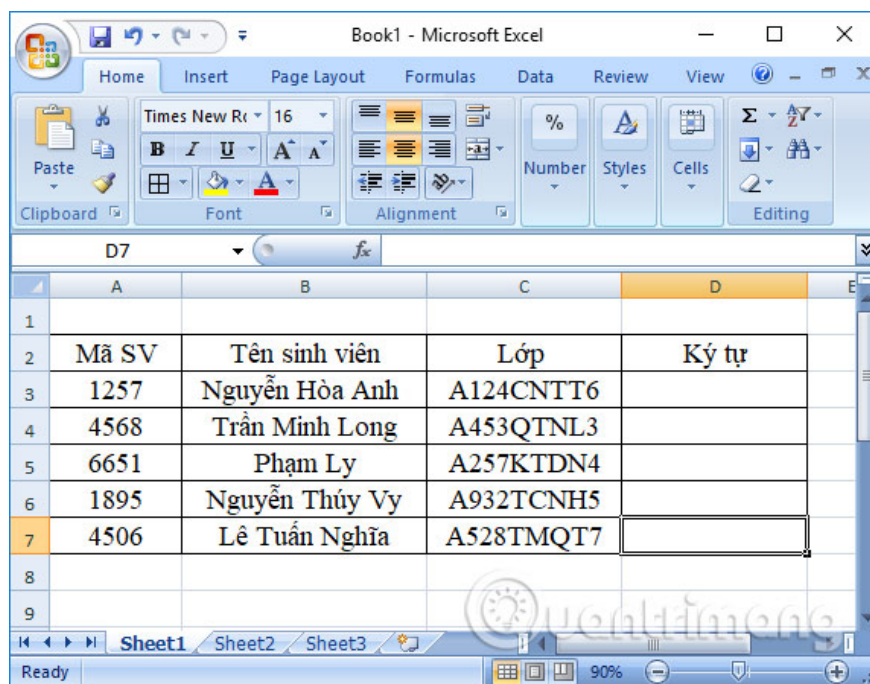 Book1 - Microsoft Excel
Home Insert Page Layout Formulas Data Review View
Times New Ro 16
Paste
B I U A A
A
%
Number Styles Cells
Σ
Clipboard Font Alignment Editing
D7 fx
A B C D E
1
2 Mã SV Tên sinh viên Lớp Ký tự
3 1257 Nguyễn Hòa Anh A124CNTT6
4 4568 Trần Minh Long A453QTNL3
5 6651 Phạm Ly A257KTDN4
6 1895 Nguyễn Thúy Vy A932TCNH5
7 4506 Lê Tuấn Nghĩa A528TMQT7
8
9
Quantrimang
Sheet1 Sheet2 Sheet3
Ready 90%